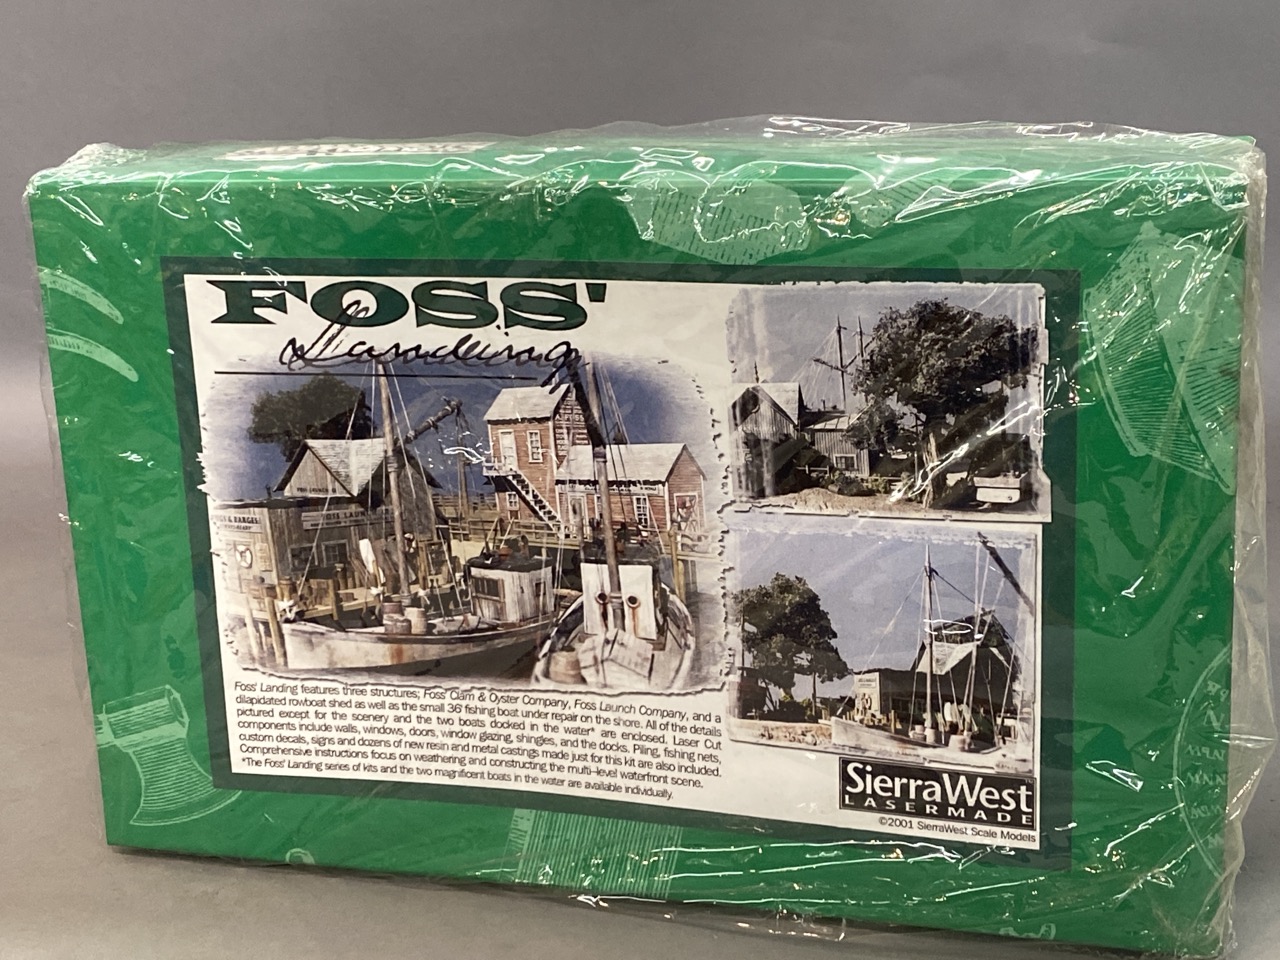 FOSS'
Landing
Foss' Landing features three structures; Foss' Clam & Oyster Company, Foss Launch Company, and a
dilapidated rowboat shed as well as the small 36' fishing boat under repair on the shore. All of the details
pictured except for the scenery and the two boats docked in the water* are enclosed. Laser Cut
components include walls, windows, doors, window glazing, shingles, and the docks. Piling, fishing nets,
custom decals, signs and dozens of new resin and metal castings made just for this kit are also included.
Comprehensive instructions focus on weathering and constructing the multi-level waterfront scene.
*The Foss' Landing series of kits and the two magnificent boats in the water are available individually.
SierraWest
LASERMADE
©2001 SierraWest Scale Models